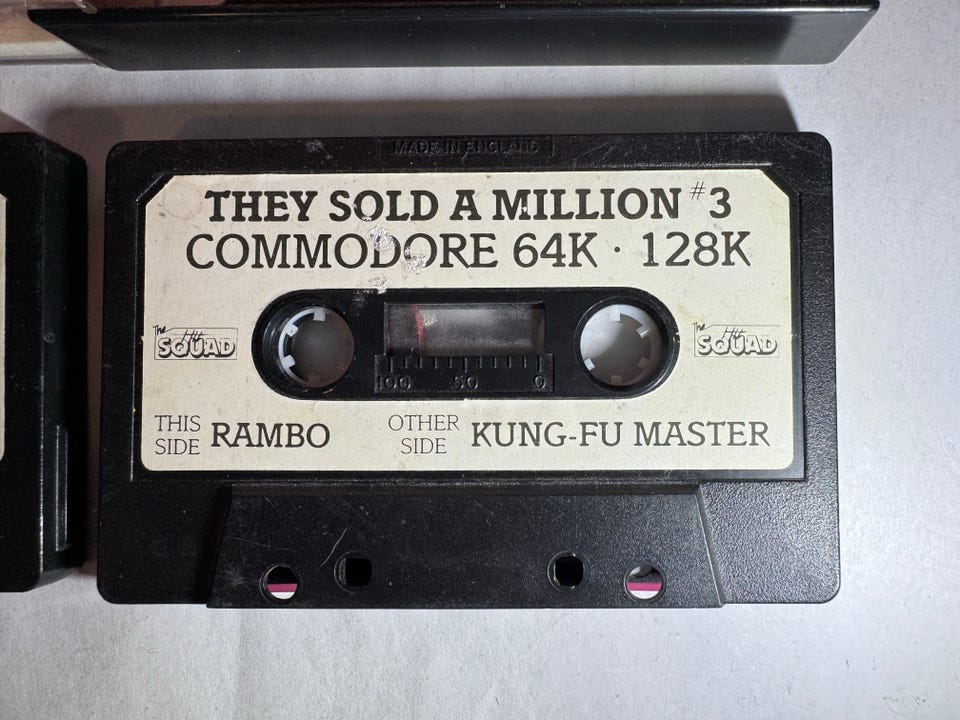 MADE IN ENGLAND
THEY SOLD A MILLION #3
COMMODORE 64K · 128K
The Hit SQUAD
The Hit SQUAD
100 50 0
THIS SIDE RAMBO
OTHER SIDE KUNG-FU MASTER